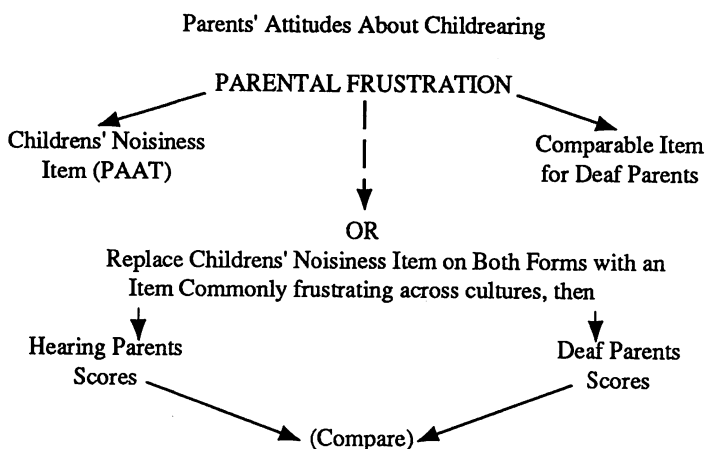 Parents' Attitudes About Childrearing
PARENTAL FRUSTRATION
Childrens' Noisiness
Item (PAAT)
Comparable Item
for Deaf Parents
OR
Replace Childrens' Noisiness Item on Both Forms with an
Item Commonly frustrating across cultures, then
Hearing Parents
Scores
Deaf Parents
Scores
(Compare)